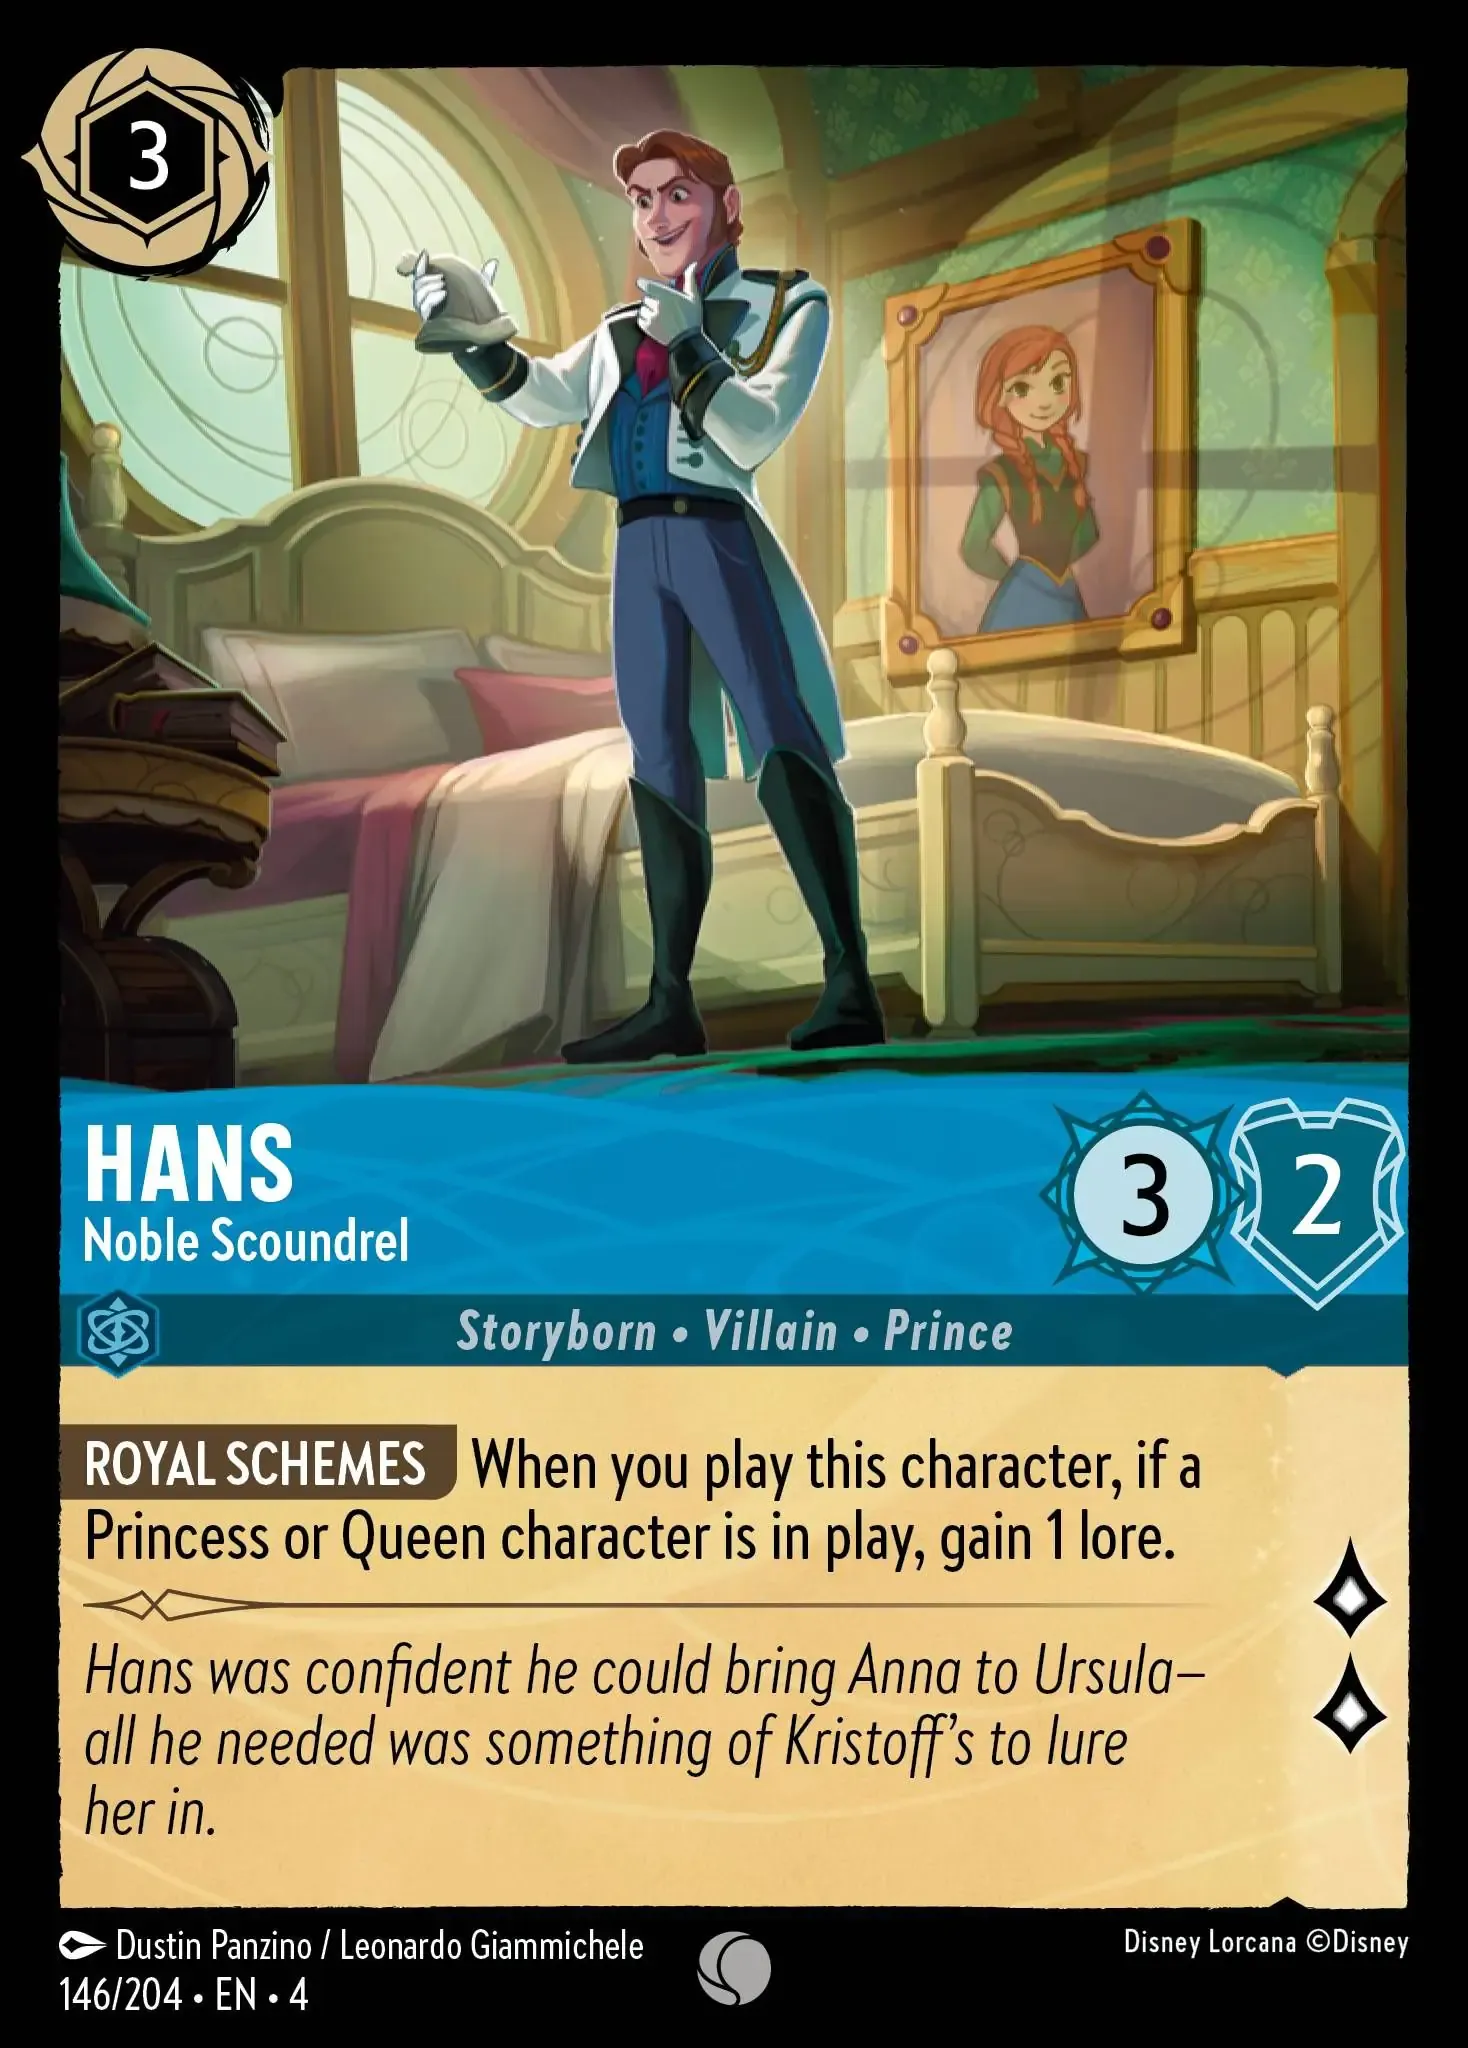 3
HANS
Noble Scoundrel
3
2
Storyborn • Villain • Prince
ROYAL SCHEMES When you play this character, if a
Princess or Queen character is in play, gain 1 lore.
Hans was confident he could bring Anna to Ursula—
all he needed was something of Kristoff's to lure
her in.
Dustin Panzino / Leonardo Giammichele
Disney Lorcana ©Disney
146/204 • EN • 4